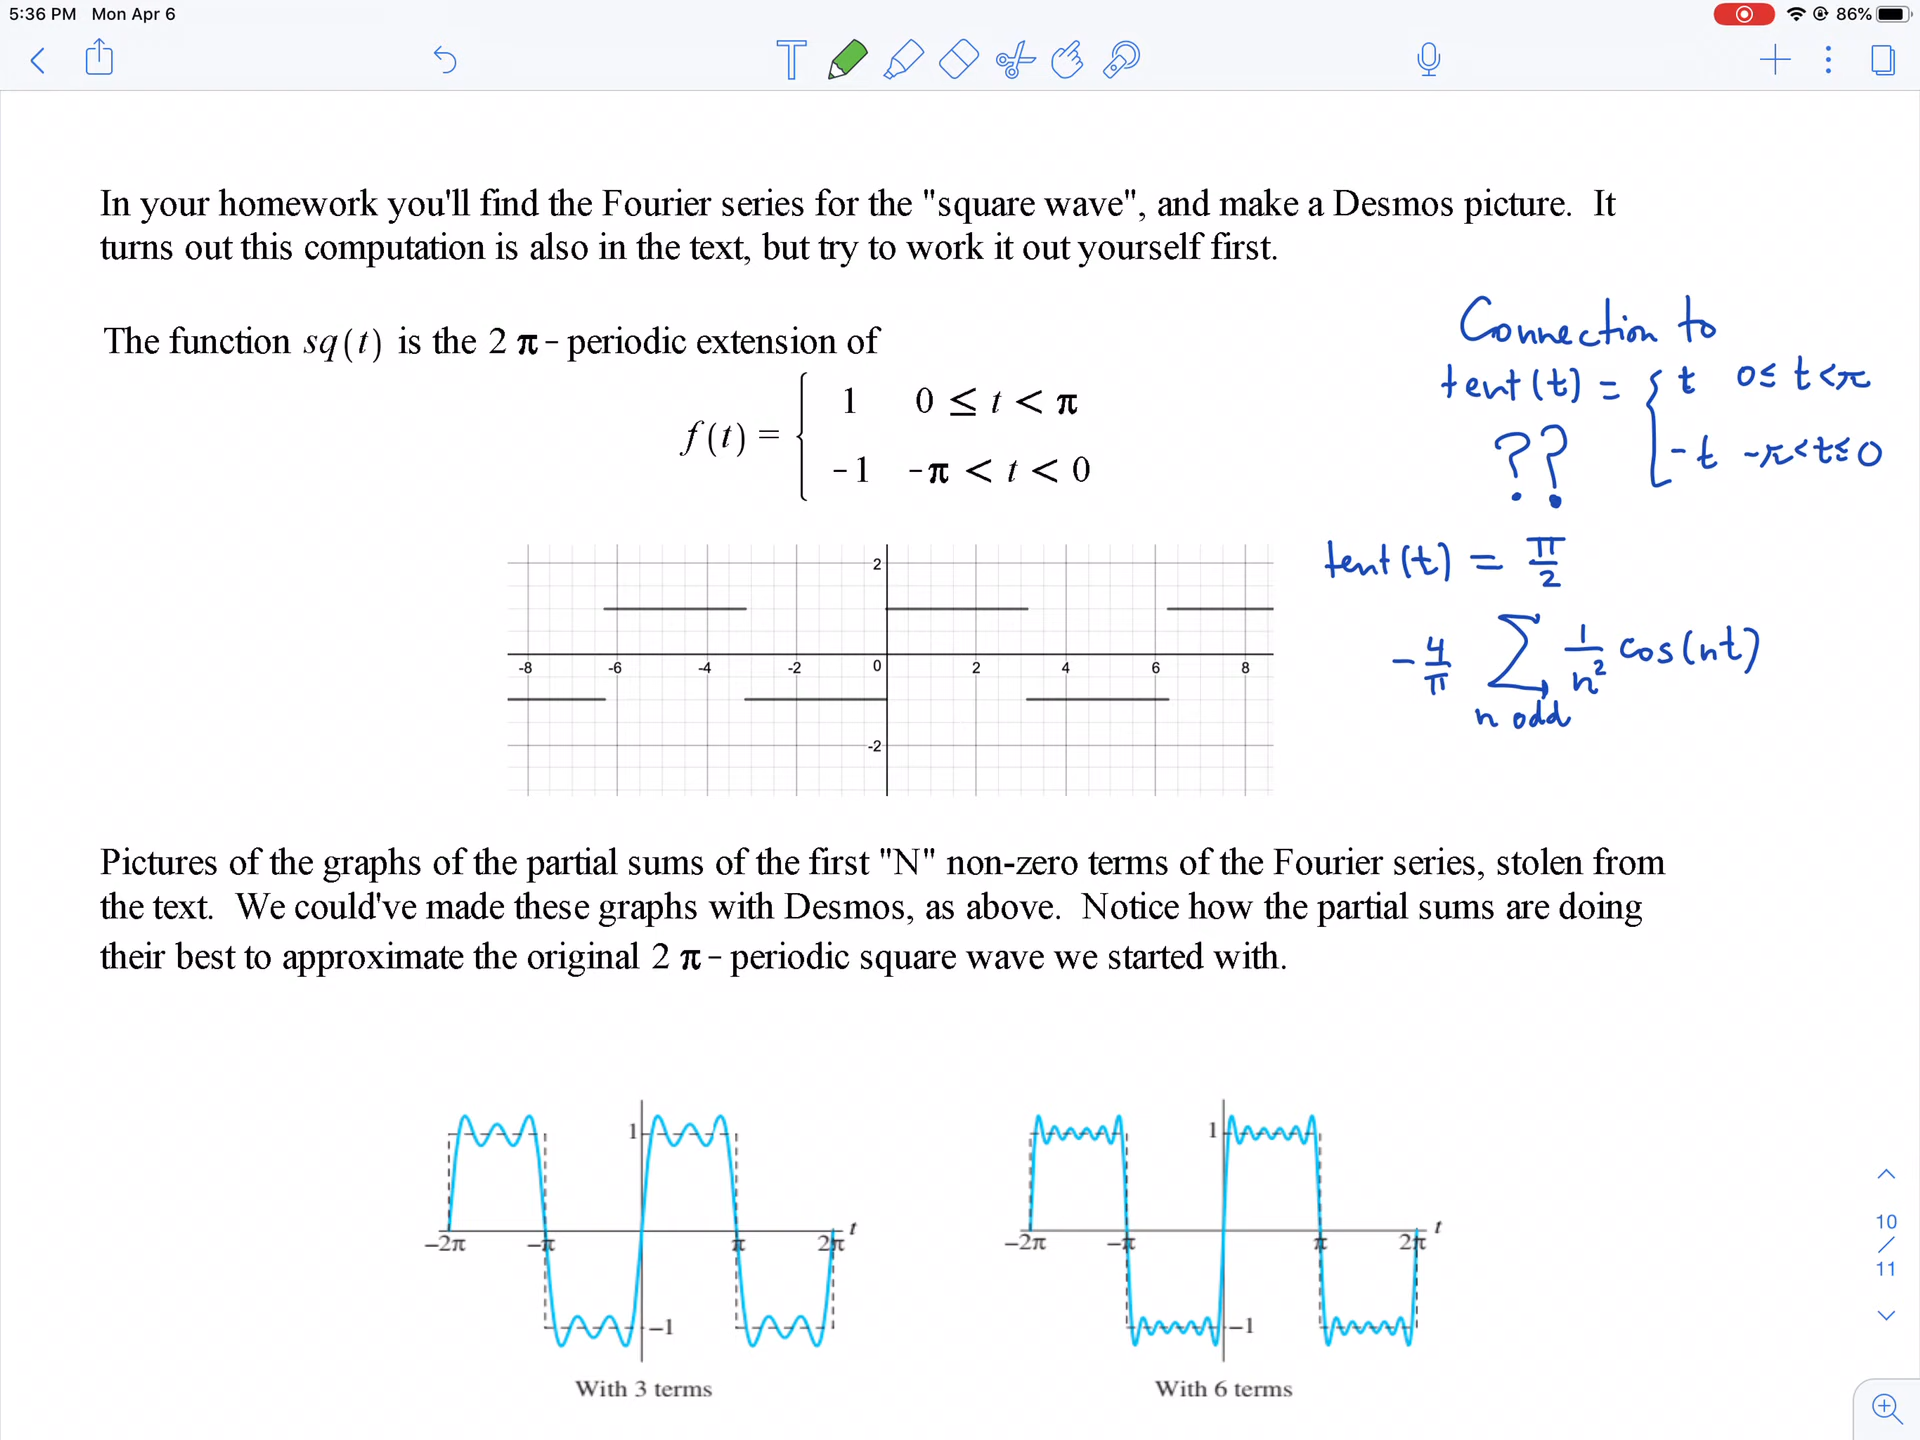 5:36 PM Mon Apr 6
86%
T
In your homework you'll find the Fourier series for the "square wave", and make a Desmos picture. It
turns out this computation is also in the text, but try to work it out yourself first.
The function sq(t) is the 2 π - periodic extension of
f(t) = { 1 0 ≤ t < π
-1 -π < t < 0
Connection to
tent(t) = { t 0≤ t<π
-t -π<t≤0
??
tent(t) = π/2
-4/π Σ 1/n² cos(nt)
n odd
2
-8 -6 -4 -2 0 2 4 6 8
-2
Pictures of the graphs of the partial sums of the first "N" non-zero terms of the Fourier series, stolen from
the text. We could've made these graphs with Desmos, as above. Notice how the partial sums are doing
their best to approximate the original 2 π - periodic square wave we started with.
1
t
-2π -π π 2π
-1
With 3 terms
1
t
-2π -π π 2π
-1
With 6 terms
10
/
11